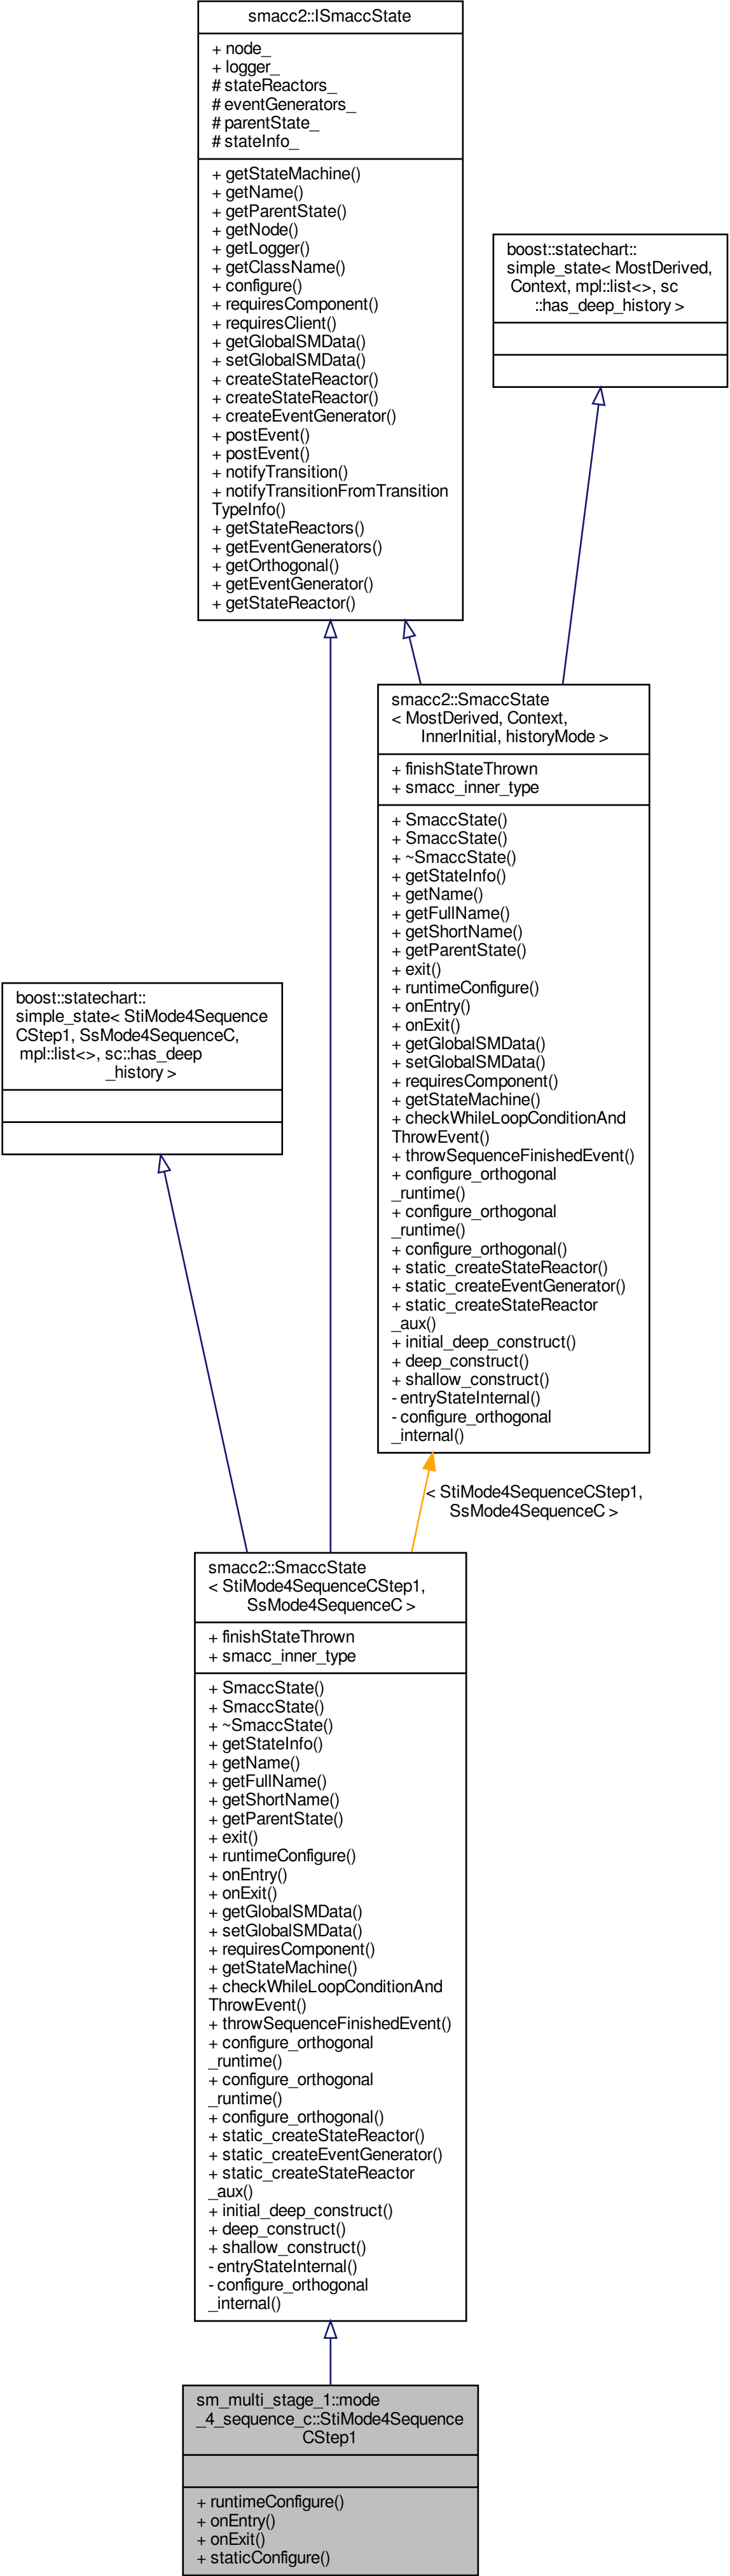 smacc2::ISmaccState
+ node_
+ logger_
# stateReactors_
# eventGenerators_
# parentState_
# stateInfo_
+ getStateMachine()
+ getName()
+ getParentState()
+ getNode()
+ getLogger()
+ getClassName()
+ configure()
+ requiresComponent()
+ requiresClient()
+ getGlobalSMData()
+ setGlobalSMData()
+ createStateReactor()
+ createStateReactor()
+ createEventGenerator()
+ postEvent()
+ postEvent()
+ notifyTransition()
+ notifyTransitionFromTransition
TypeInfo()
+ getStateReactors()
+ getEventGenerators()
+ getOrthogonal()
+ getEventGenerator()
+ getStateReactor()
boost::statechart::
simple_state< MostDerived,
Context, mpl::list<>, sc
::has_deep_history >
smacc2::SmaccState
< MostDerived, Context,
InnerInitial, historyMode >
+ finishStateThrown
+ smacc_inner_type
+ SmaccState()
+ SmaccState()
+ ~SmaccState()
+ getStateInfo()
+ getName()
+ getFullName()
+ getShortName()
+ getParentState()
+ exit()
+ runtimeConfigure()
+ onEntry()
+ onExit()
+ getGlobalSMData()
+ setGlobalSMData()
+ requiresComponent()
+ getStateMachine()
+ checkWhileLoopConditionAnd
ThrowEvent()
+ throwSequenceFinishedEvent()
+ configure_orthogonal
_runtime()
+ configure_orthogonal
_runtime()
+ configure_orthogonal()
+ static_createStateReactor()
+ static_createEventGenerator()
+ static_createStateReactor
_aux()
+ initial_deep_construct()
+ deep_construct()
+ shallow_construct()
- entryStateInternal()
- configure_orthogonal
_internal()
boost::statechart::
simple_state< StiMode4Sequence
CStep1, SsMode4SequenceC,
mpl::list<>, sc::has_deep
_history >
< StiMode4SequenceCStep1,
SsMode4SequenceC >
smacc2::SmaccState
< StiMode4SequenceCStep1,
SsMode4SequenceC >
+ finishStateThrown
+ smacc_inner_type
+ SmaccState()
+ SmaccState()
+ ~SmaccState()
+ getStateInfo()
+ getName()
+ getFullName()
+ getShortName()
+ getParentState()
+ exit()
+ runtimeConfigure()
+ onEntry()
+ onExit()
+ getGlobalSMData()
+ setGlobalSMData()
+ requiresComponent()
+ getStateMachine()
+ checkWhileLoopConditionAnd
ThrowEvent()
+ throwSequenceFinishedEvent()
+ configure_orthogonal
_runtime()
+ configure_orthogonal
_runtime()
+ configure_orthogonal()
+ static_createStateReactor()
+ static_createEventGenerator()
+ static_createStateReactor
_aux()
+ initial_deep_construct()
+ deep_construct()
+ shallow_construct()
- entryStateInternal()
- configure_orthogonal
_internal()
sm_multi_stage_1::mode
_4_sequence_c::StiMode4Sequence
CStep1
+ runtimeConfigure()
+ onEntry()
+ onExit()
+ staticConfigure()